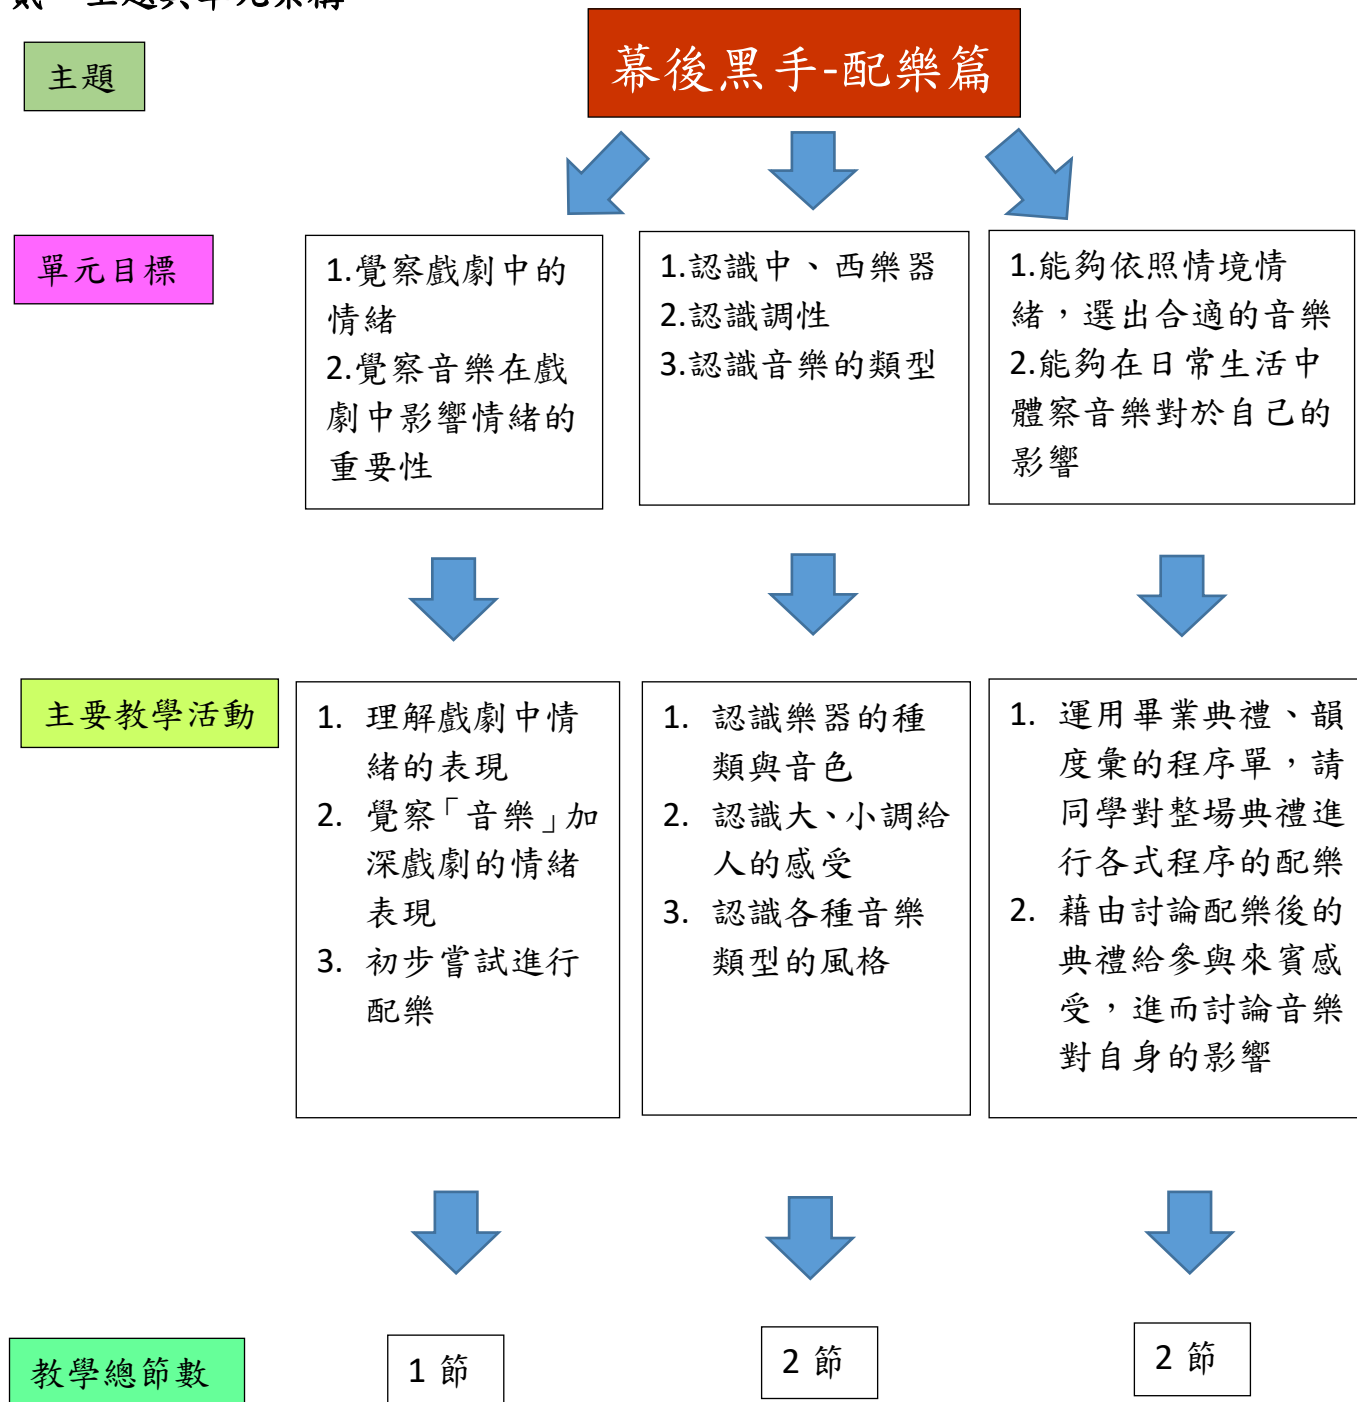 主題
幕後黑手-配樂篇
單元目標
1.覺察戲劇中的
情緒
2.覺察音樂在戲
劇中影響情緒的
重要性
1.認識中、西樂器
2.認識調性
3.認識音樂的類型
1.能夠依照情境情
緒，選出合適的音樂
2.能夠在日常生活中
體察音樂對於自己的
影響
主要教學活動
1. 理解戲劇中情
緒的表現
2. 覺察「音樂」加
深戲劇的情緒
表現
3. 初步嘗試進行
配樂
1. 認識樂器的種
類與音色
2. 認識大、小調給
人的感受
3. 認識各種音樂
類型的風格
1. 運用畢業典禮、韻
度彙的程序單，請
同學對整場典禮進
行各式程序的配樂
2. 藉由討論配樂後的
典禮給參與來賓感
受，進而討論音樂
對自身的影響
教學總節數
1 節
2 節
2 節